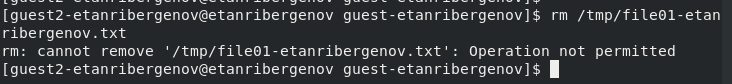 [guest2-etanribergenov@etanribergenov guest-etanribergenov]$ rm /tmp/file01-etan
ribergenov.txt
rm: cannot remove '/tmp/file01-etanribergenov.txt': Operation not permitted
[guest2-etanribergenov@etanribergenov guest-etanribergenov]$